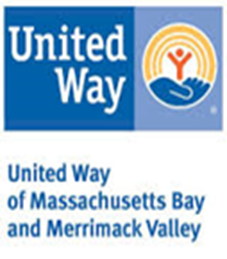 United
Way
®
United Way
of Massachusetts Bay
and Merrimack Valley